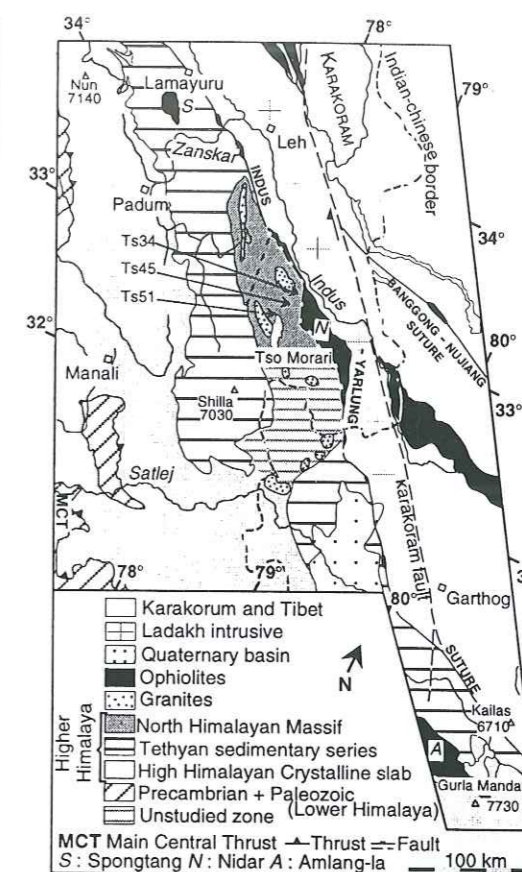 34°
78°
Nun
7140
Lamayuru
S
KARAKORAM
79°
Indian-chinese
border
Leh
Zanskar
33°
INDUS
Padum
34°
Ts34
Ts45
Indus
Ts51
BANGGONG - NUJIANG
SUTURE
32°
N
80°
Manali
Tso Morari
- YARLUNG
33°
Shilla
7030
Satlej
karakoram fault
MCT
78°
79°
80°
Garthog
SUTURE
Kailas
6710
A
Gurla Manda
7730
Karakorum and Tibet
Ladakh intrusive
Quaternary basin
Ophiolites
Granites
N
Higher
Himalaya
North Himalayan Massif
Tethyan sedimentary series
High Himalayan Crystalline slab
Precambrian + Paleozoic
(Lower Himalaya)
Unstudied zone
MCT Main Central Thrust Thrust Fault
S : Spongtang N : Nidar A : Amlang-la 100 km